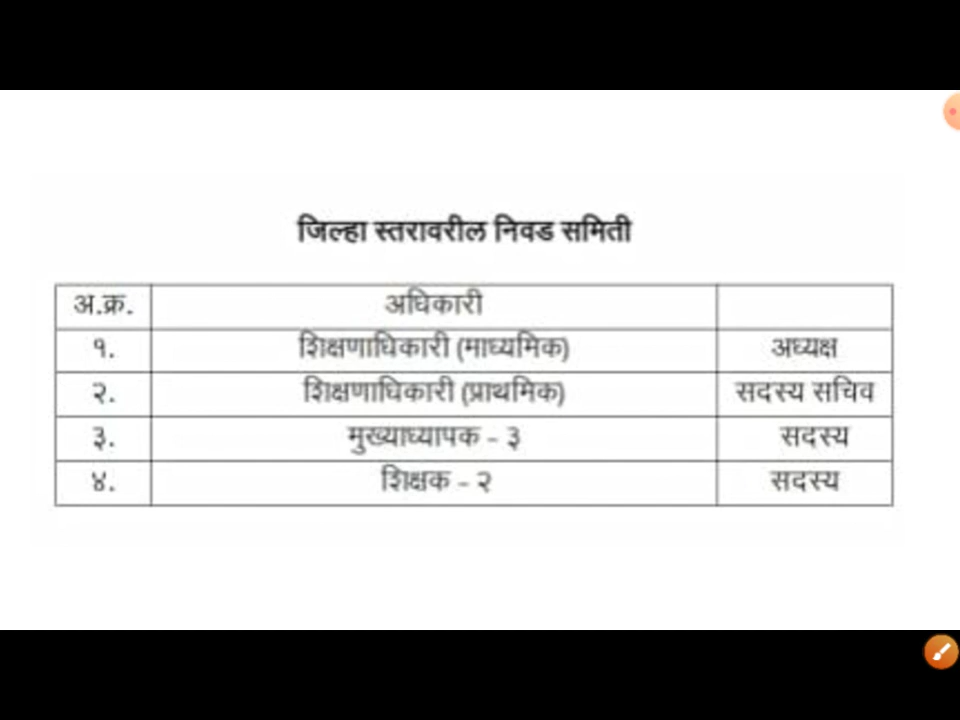 जिल्हा स्तरावरील निवड समिती
अ.क्र. अधिकारी
१. शिक्षणाधिकारी (माध्यमिक) अध्यक्ष
२. शिक्षणाधिकारी (प्राथमिक) सदस्य सचिव
३. मुख्याध्यापक - ३ सदस्य
४. शिक्षक - २ सदस्य